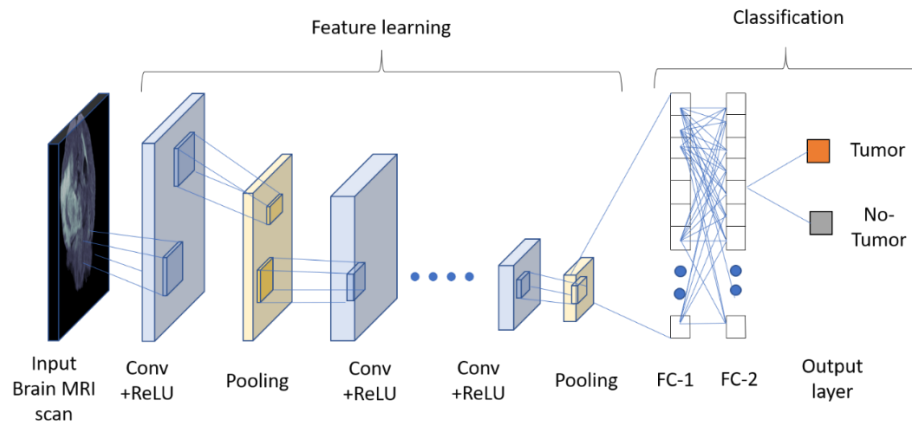 Feature learning
Classification
Tumor
No-
Tumor
Input
Brain MRI
scan
Conv
+ReLU
Pooling
Conv
+ReLU
Conv
+ReLU
Pooling
FC-1
FC-2
Output
layer